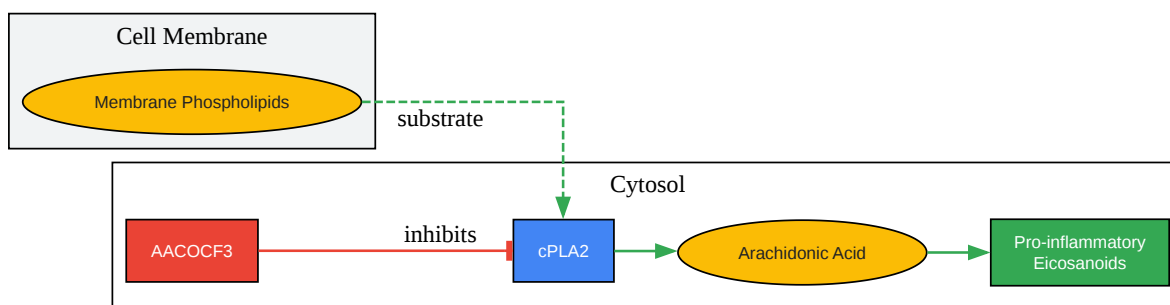 Cell Membrane
Membrane Phospholipids
substrate
Cytosol
AACOCF3
inhibits
cPLA2
Arachidonic Acid
Pro-inflammatory
Eicosanoids